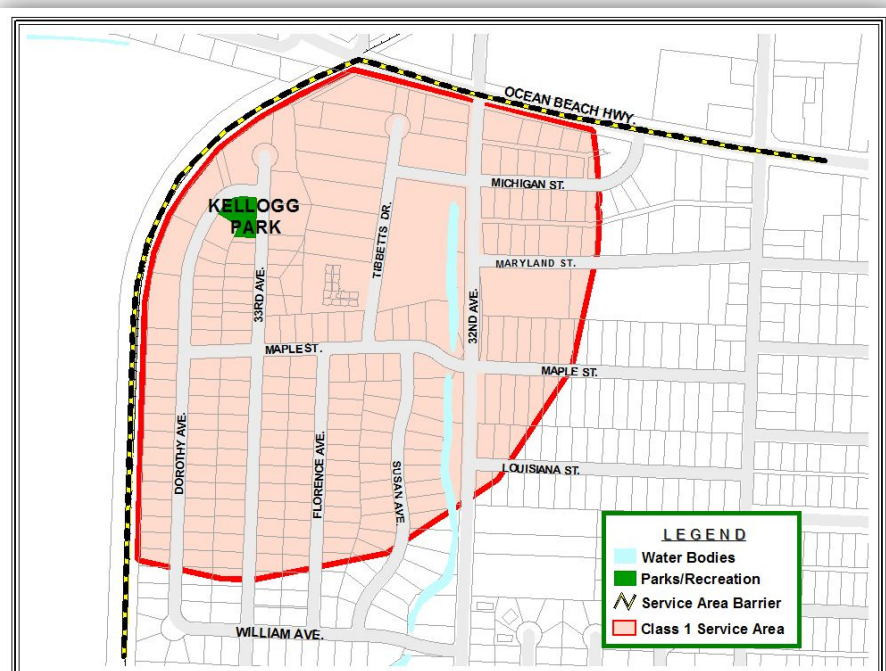 OCEAN BEACH HWY.
MICHIGAN ST.
KELLOGG
PARK
TIBBETTS DR.
33RD AVE.
MARYLAND ST.
32ND AVE.
MAPLE ST.
MAPLE ST.
DOROTHY AVE.
FLORENCE AVE.
SUSAN AVE.
LOUISIANA ST.
WILLIAM AVE.
LEGEND
Water Bodies
Parks/Recreation
Service Area Barrier
Class 1 Service Area